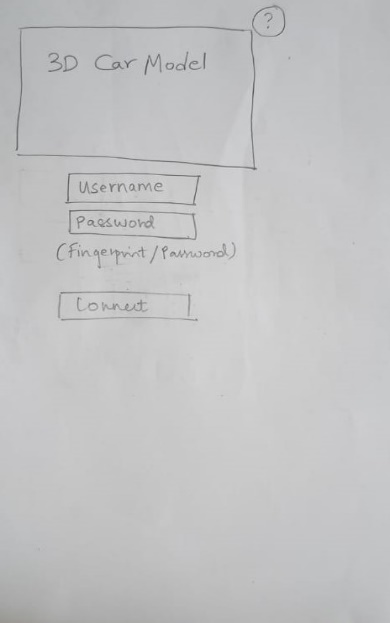 ?
3D Car Model
Username
Password
(Fingerprint/Password)
Connect